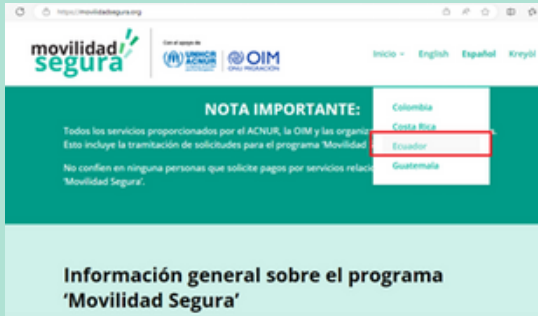 https://movilidadsegura.org
movilidad
segura
Con el apoyo de
UNHCR
ACNUR
OIM
ONU MIGRACIÓN
Inicio
English
Español
Kreyòl
NOTA IMPORTANTE:
Todos los servicios proporcionados por el ACNUR, la OIM y las
Esto incluye la tramitación de solicitudes para el programa 'Movilidad
No confíen en ninguna personas que solicite pagos por servicios
'Movilidad Segura'.
Colombia
Costa Rica
Ecuador
Guatemala
Información general sobre el programa
'Movilidad Segura'